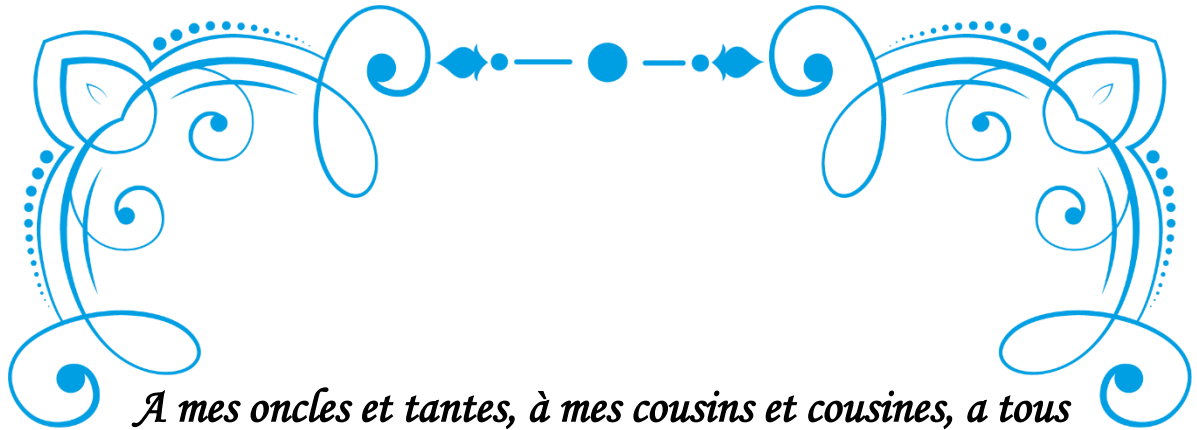 A mes oncles et tantes, à mes cousins et cousines, a tous